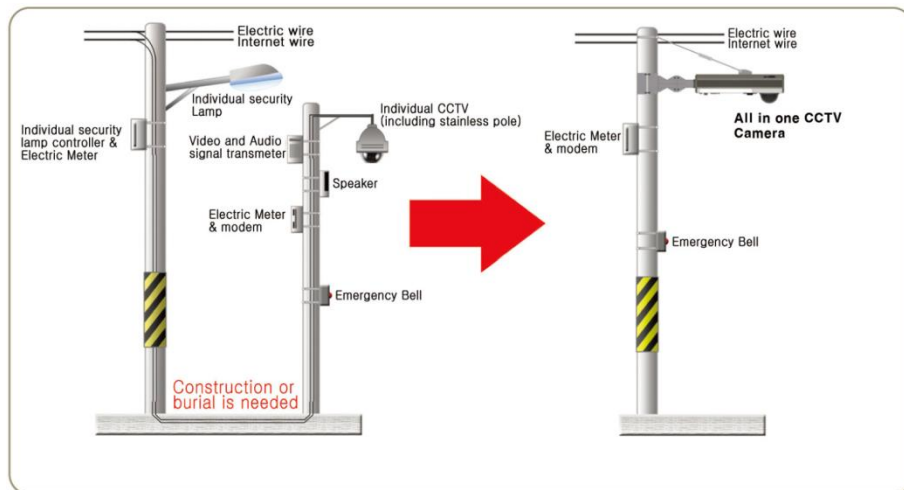 Electric wire
Internet wire
Individual security
Lamp
Individual security
lamp controller &
Electric Meter
Individual CCTV
(including stainless pole)
Video and Audio
signal transmeter
Speaker
Electric Meter
& modem
Emergency Bell
Construction or
burial is needed
Electric wire
Internet wire
All in one CCTV
Camera
Electric Meter
& modem
Emergency Bell